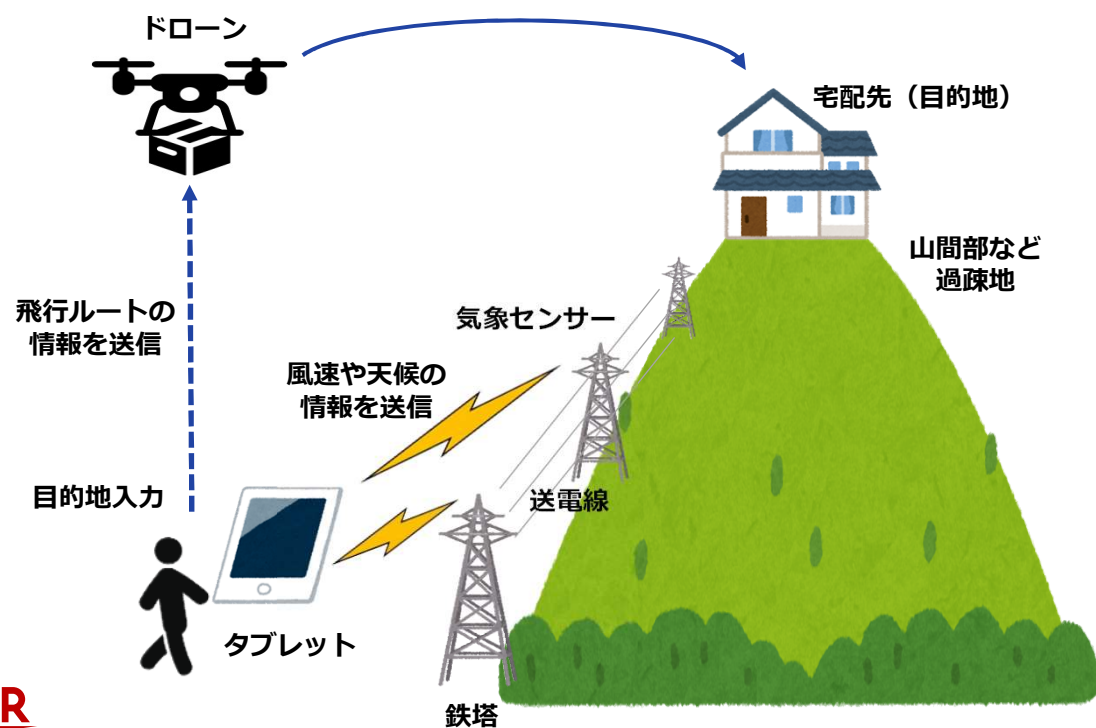 ドローン
宅配先（目的地）
山間部など
過疎地
気象センサー
飛行ルートの
情報を送信
風速や天候の
情報を送信
目的地入力
送電線
タブレット
鉄塔
R